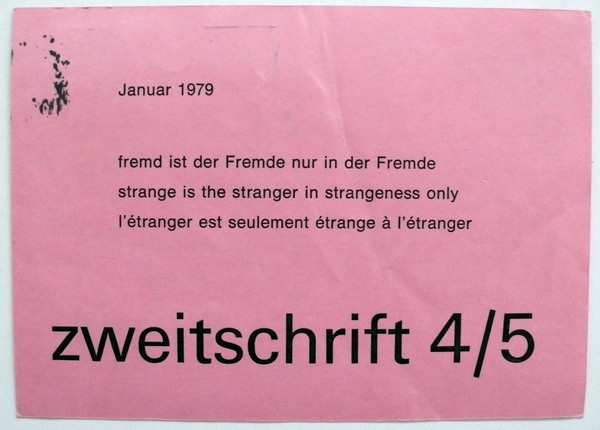 Januar 1979
fremd ist der Fremde nur in der Fremde
strange is the stranger in strangeness only
l'étranger est seulement étrange à l'étranger
zweitschrift 4/5